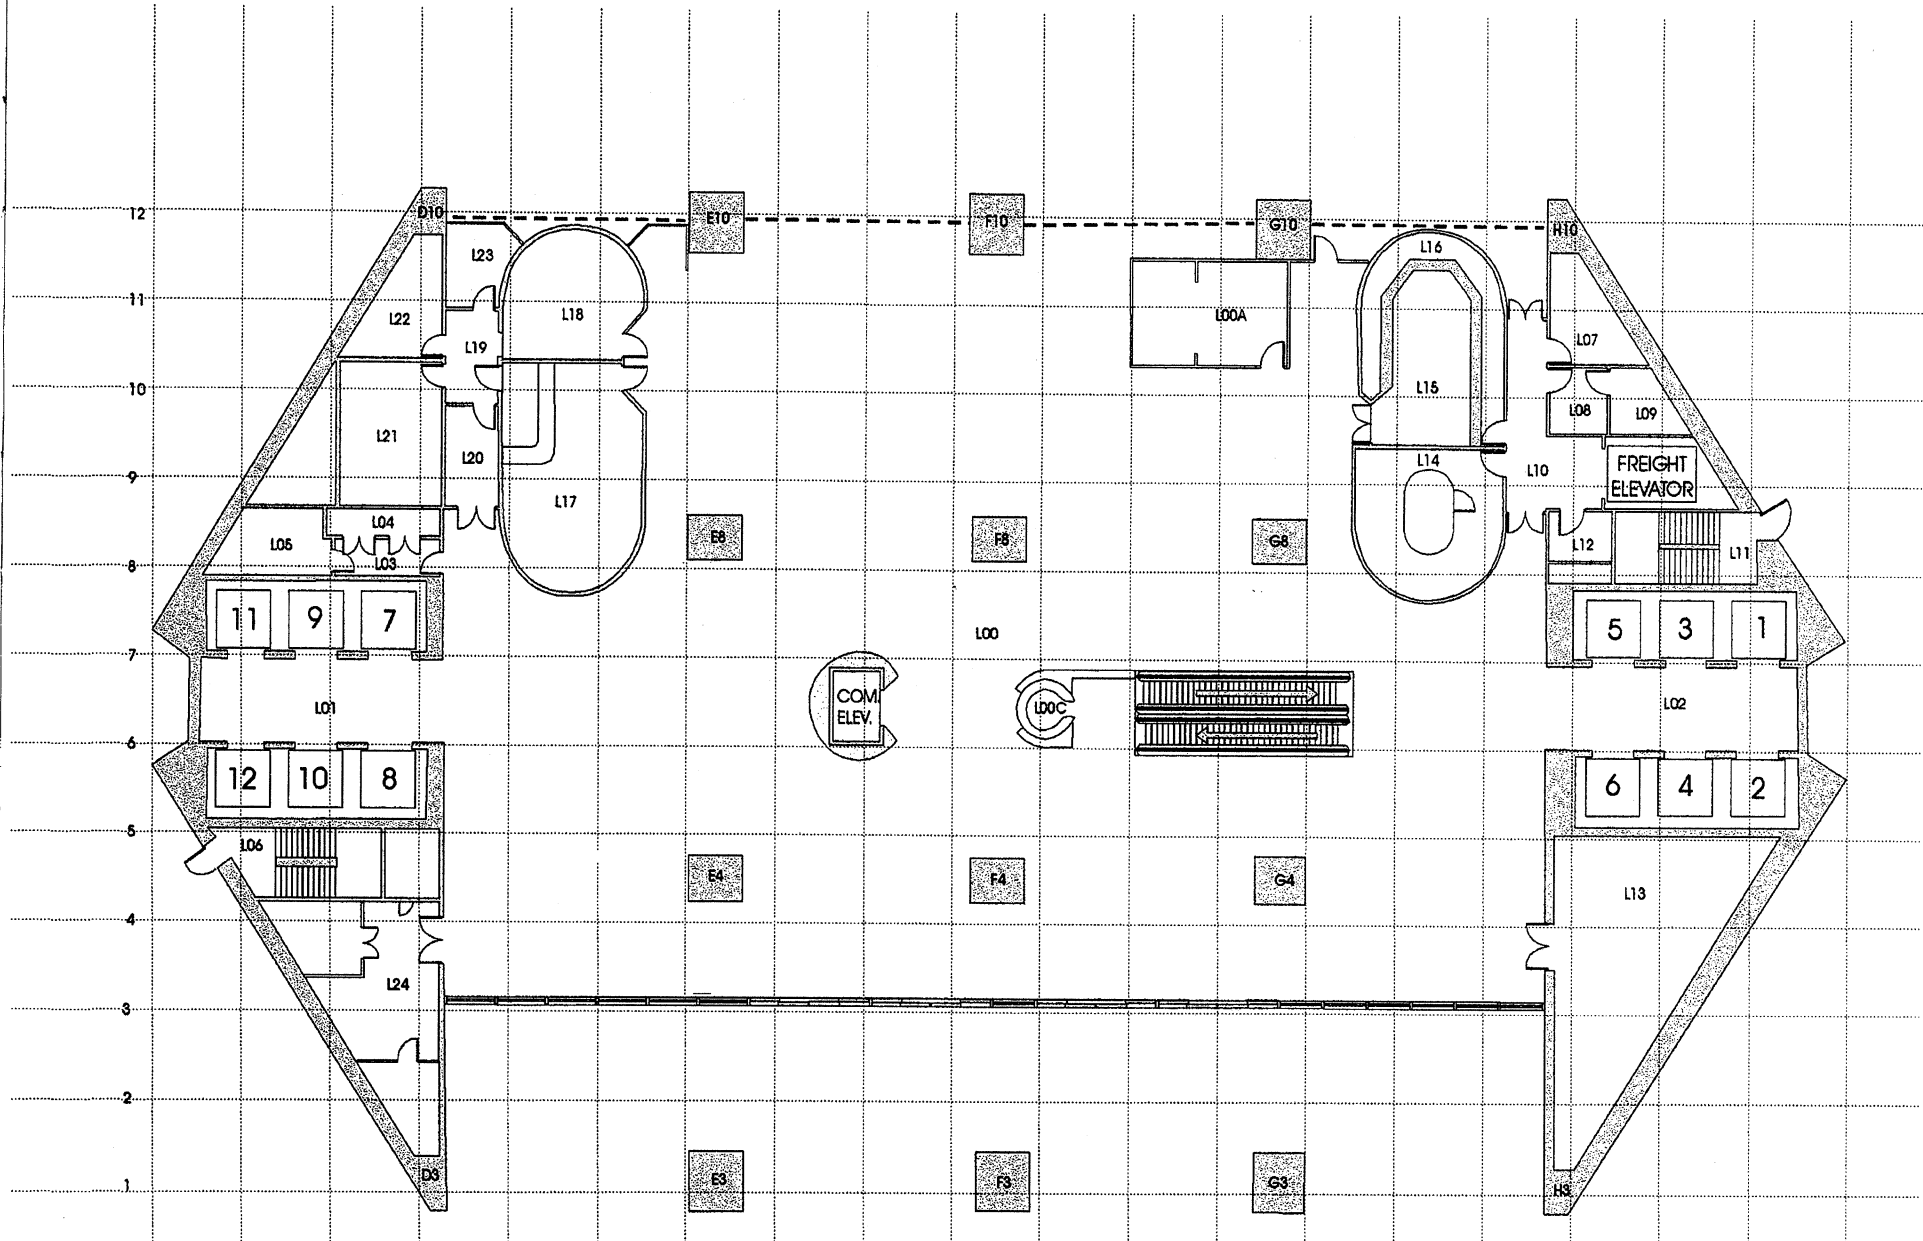 12
D10
E10
F10
G10
H10
L23
L16
11
L22
L18
L00A
L07
L19
10
L21
L15
L08
L09
L20
L14
9
L17
L10
FREIGHT
ELEVATOR
L04
L05
E8
F8
G8
L12
L11
8
L03
11
9
7
L00
5
3
1
7
L01
COM.
ELEV.
L00C
L02
6
12
10
8
6
4
2
5
L06
E4
F4
G4
L13
4
L24
3
2
D3
E3
F3
G3
H3
1